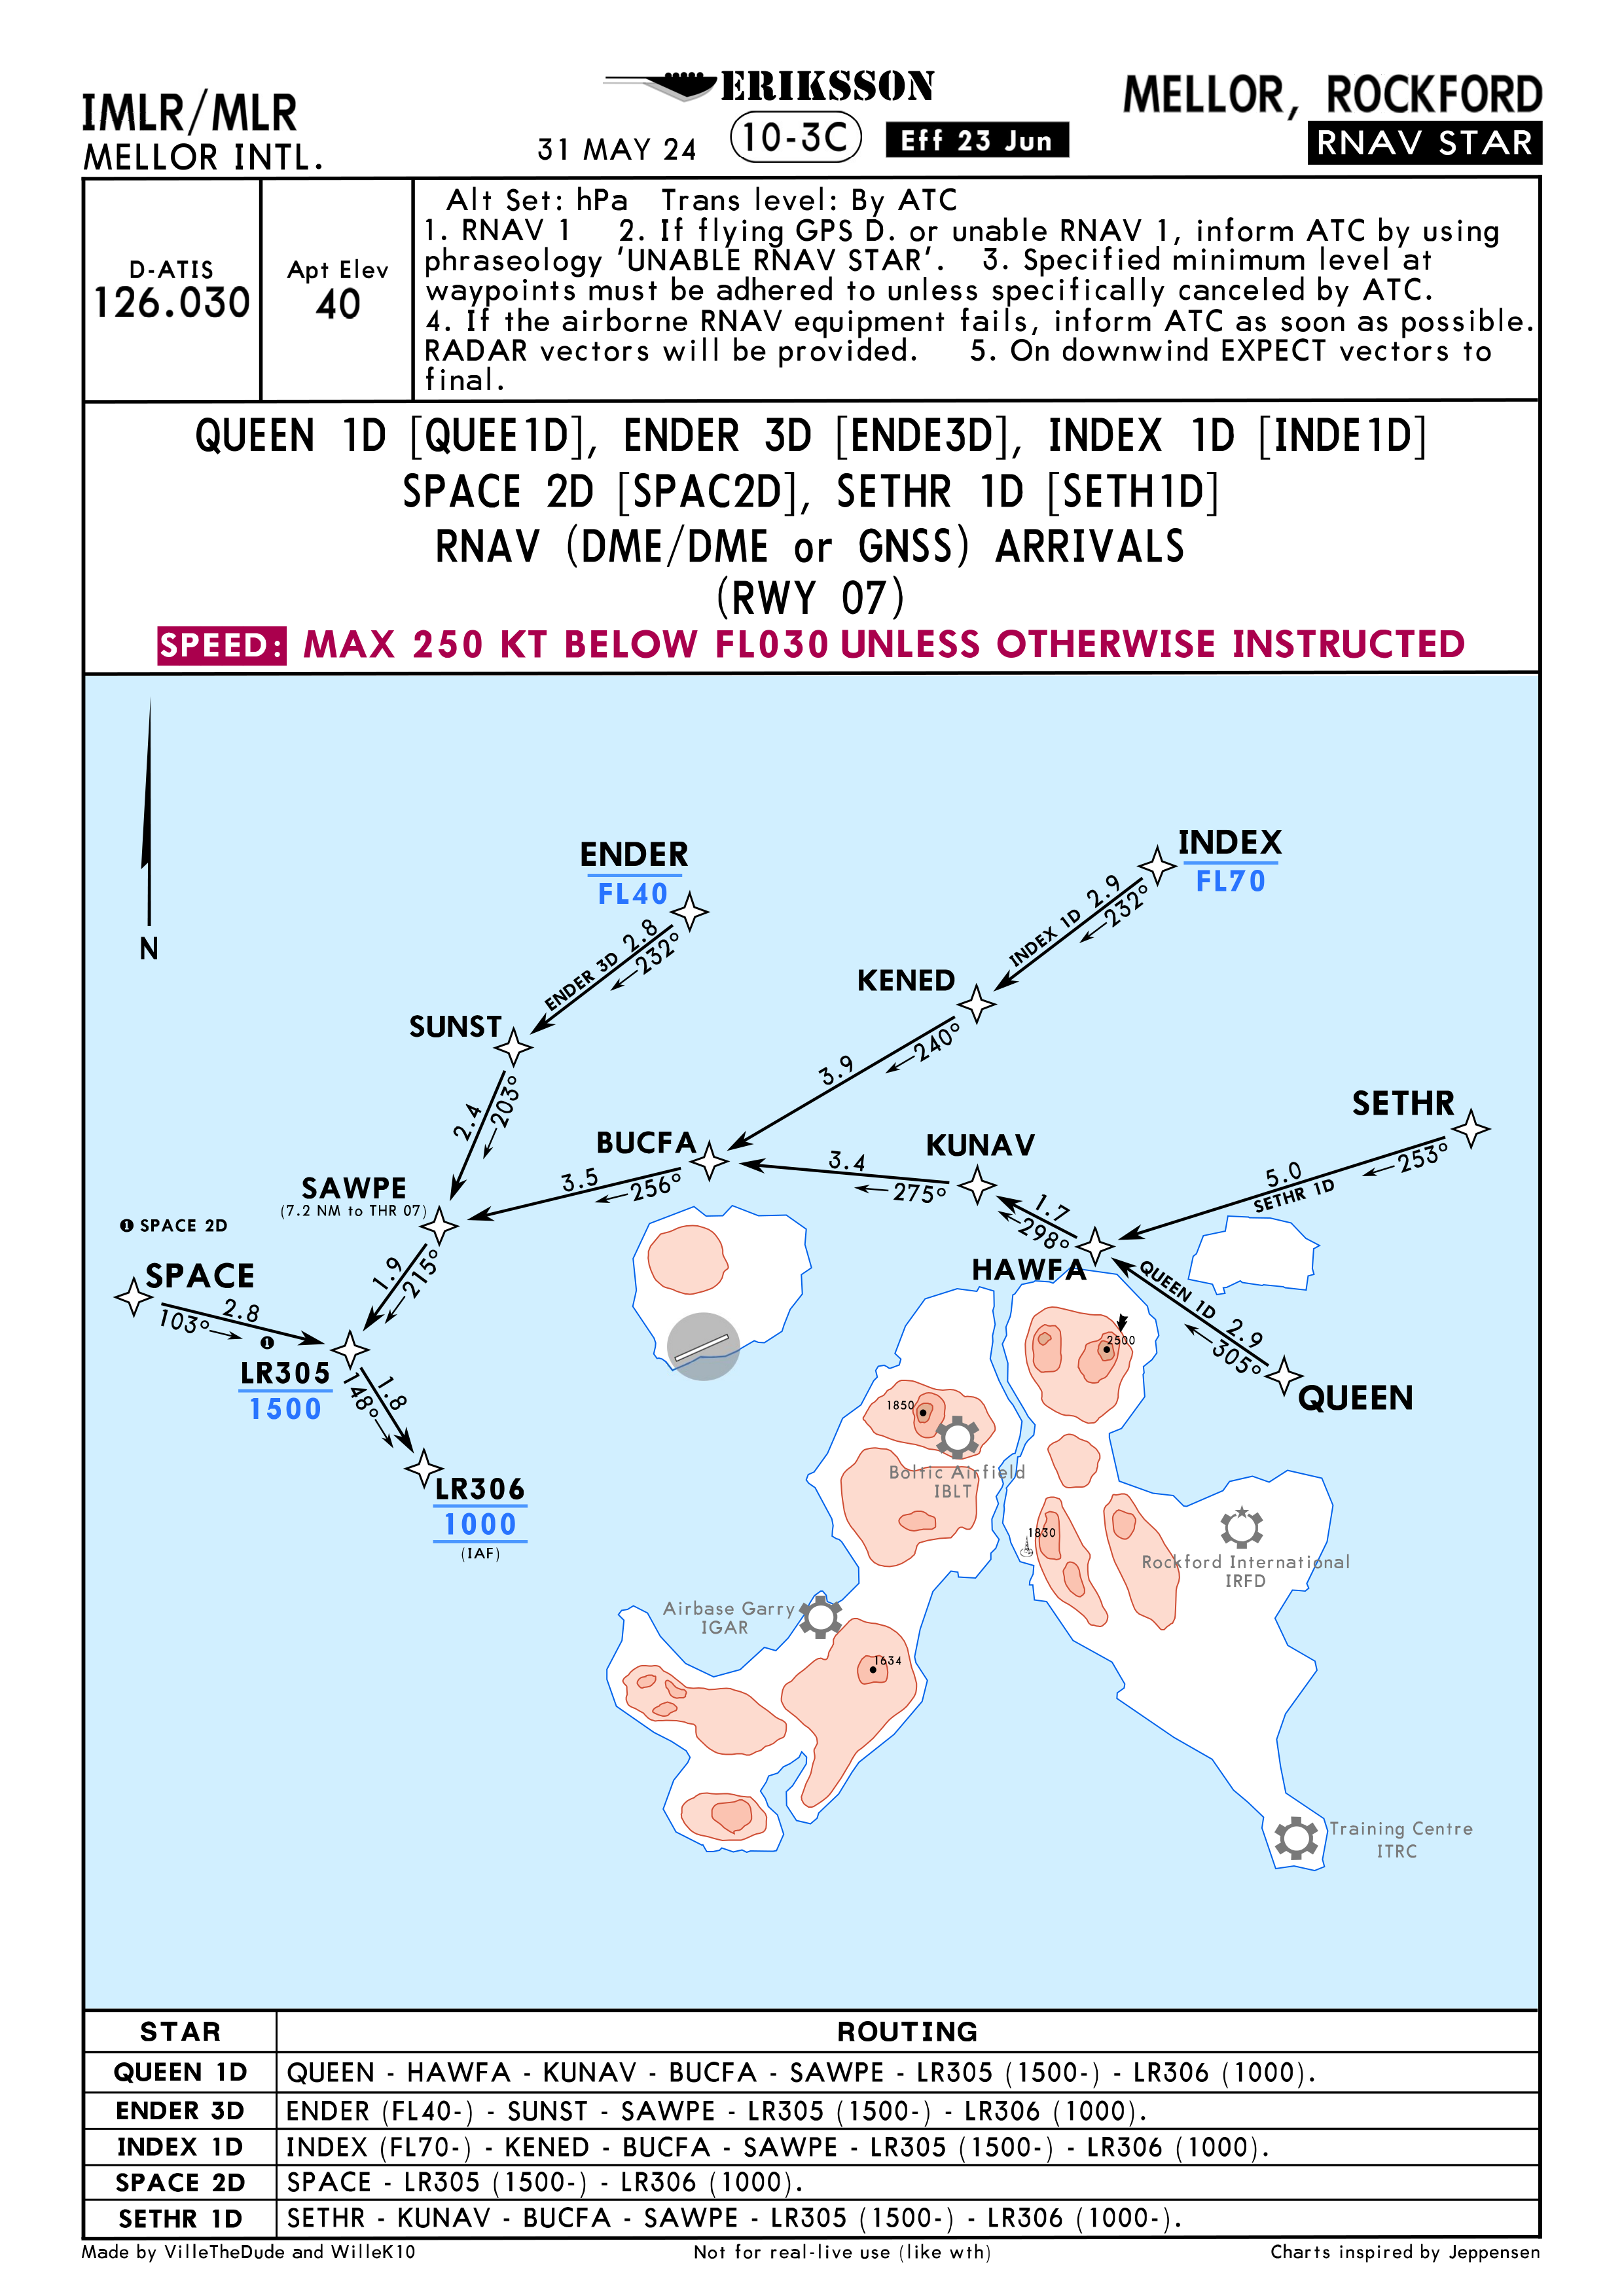 IMLR/MLR
MELLOR INTL.
ERIKSSON
31 MAY 24
10-3C
Eff 23 Jun
MELLOR, ROCKFORD
RNAV STAR
D-ATIS
126.030
Apt Elev
40
Alt Set: hPa Trans level: By ATC
1. RNAV 1 2. If flying GPS D. or unable RNAV 1, inform ATC by using
phraseology 'UNABLE RNAV STAR'. 3. Specified minimum level at
waypoints must be adhered to unless specifically canceled by ATC.
4. If the airborne RNAV equipment fails, inform ATC as soon as possible.
RADAR vectors will be provided. 5. On downwind EXPECT vectors to
final.
QUEEN 1D [QUEE1D], ENDER 3D [ENDE3D], INDEX 1D [INDE1D]
SPACE 2D [SPAC2D], SETHR 1D [SETH1D]
RNAV (DME/DME or GNSS) ARRIVALS
(RWY 07)
SPEED: MAX 250 KT BELOW FL030 UNLESS OTHERWISE INSTRUCTED
N
ENDER
FL40
ENDER 3D 2.8
232°
INDEX
FL70
INDEX 1D 2.9
232°
KENED
3.9
240°
SUNST
2.4
203°
SETHR
5.0
SETHR 1D
253°
BUCFA
3.5
256°
KUNAV
3.4
275°
1.7
298°
HAWFA
SAWPE
(7.2 NM to THR 07)
1.9
215°
1 SPACE 2D
SPACE
2.8
103°
1
LR305
1500
1.8
148°
LR306
1000
(IAF)
QUEEN 1D 2.9
305°
QUEEN
2500
1850
Boltic Airfield
IBLT
1830
Rockford International
IRFD
Airbase Garry
IGAR
1634
Training Centre
ITRC
STAR ROUTING
QUEEN 1D QUEEN - HAWFA - KUNAV - BUCFA - SAWPE - LR305 (1500-) - LR306 (1000).
ENDER 3D ENDER (FL40-) - SUNST - SAWPE - LR305 (1500-) - LR306 (1000).
INDEX 1D INDEX (FL70-) - KENED - BUCFA - SAWPE - LR305 (1500-) - LR306 (1000).
SPACE 2D SPACE - LR305 (1500-) - LR306 (1000).
SETHR 1D SETHR - KUNAV - BUCFA - SAWPE - LR305 (1500-) - LR306 (1000-).
Made by VilleTheDude and WilleK10
Not for real-live use (like wth)
Charts inspired by Jeppensen